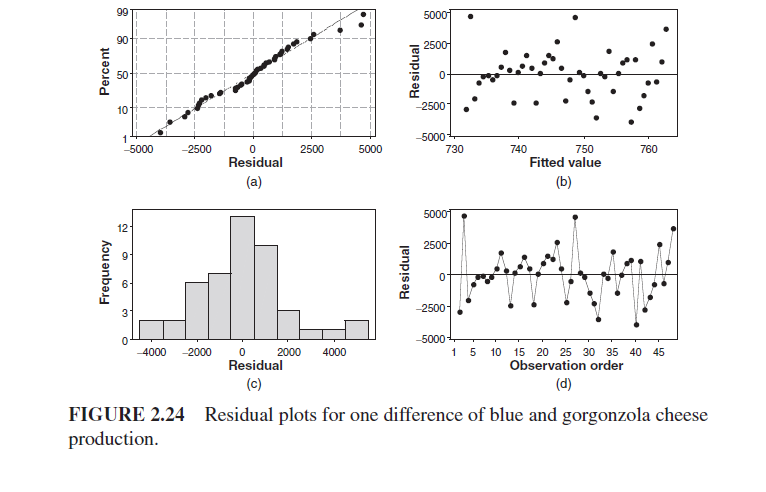 99
90
50
10
1
Percent
−5000 −2500 0 2500 5000
Residual
(a)
5000
2500
0
−2500
−5000
Residual
730 740 750 760
Fitted value
(b)
12
9
6
3
0
Frequency
−4000 −2000 0 2000 4000
Residual
(c)
5000
2500
0
−2500
−5000
Residual
1 5 10 15 20 25 30 35 40 45
Observation order
(d)
FIGURE 2.24 Residual plots for one difference of blue and gorgonzola cheese
production.